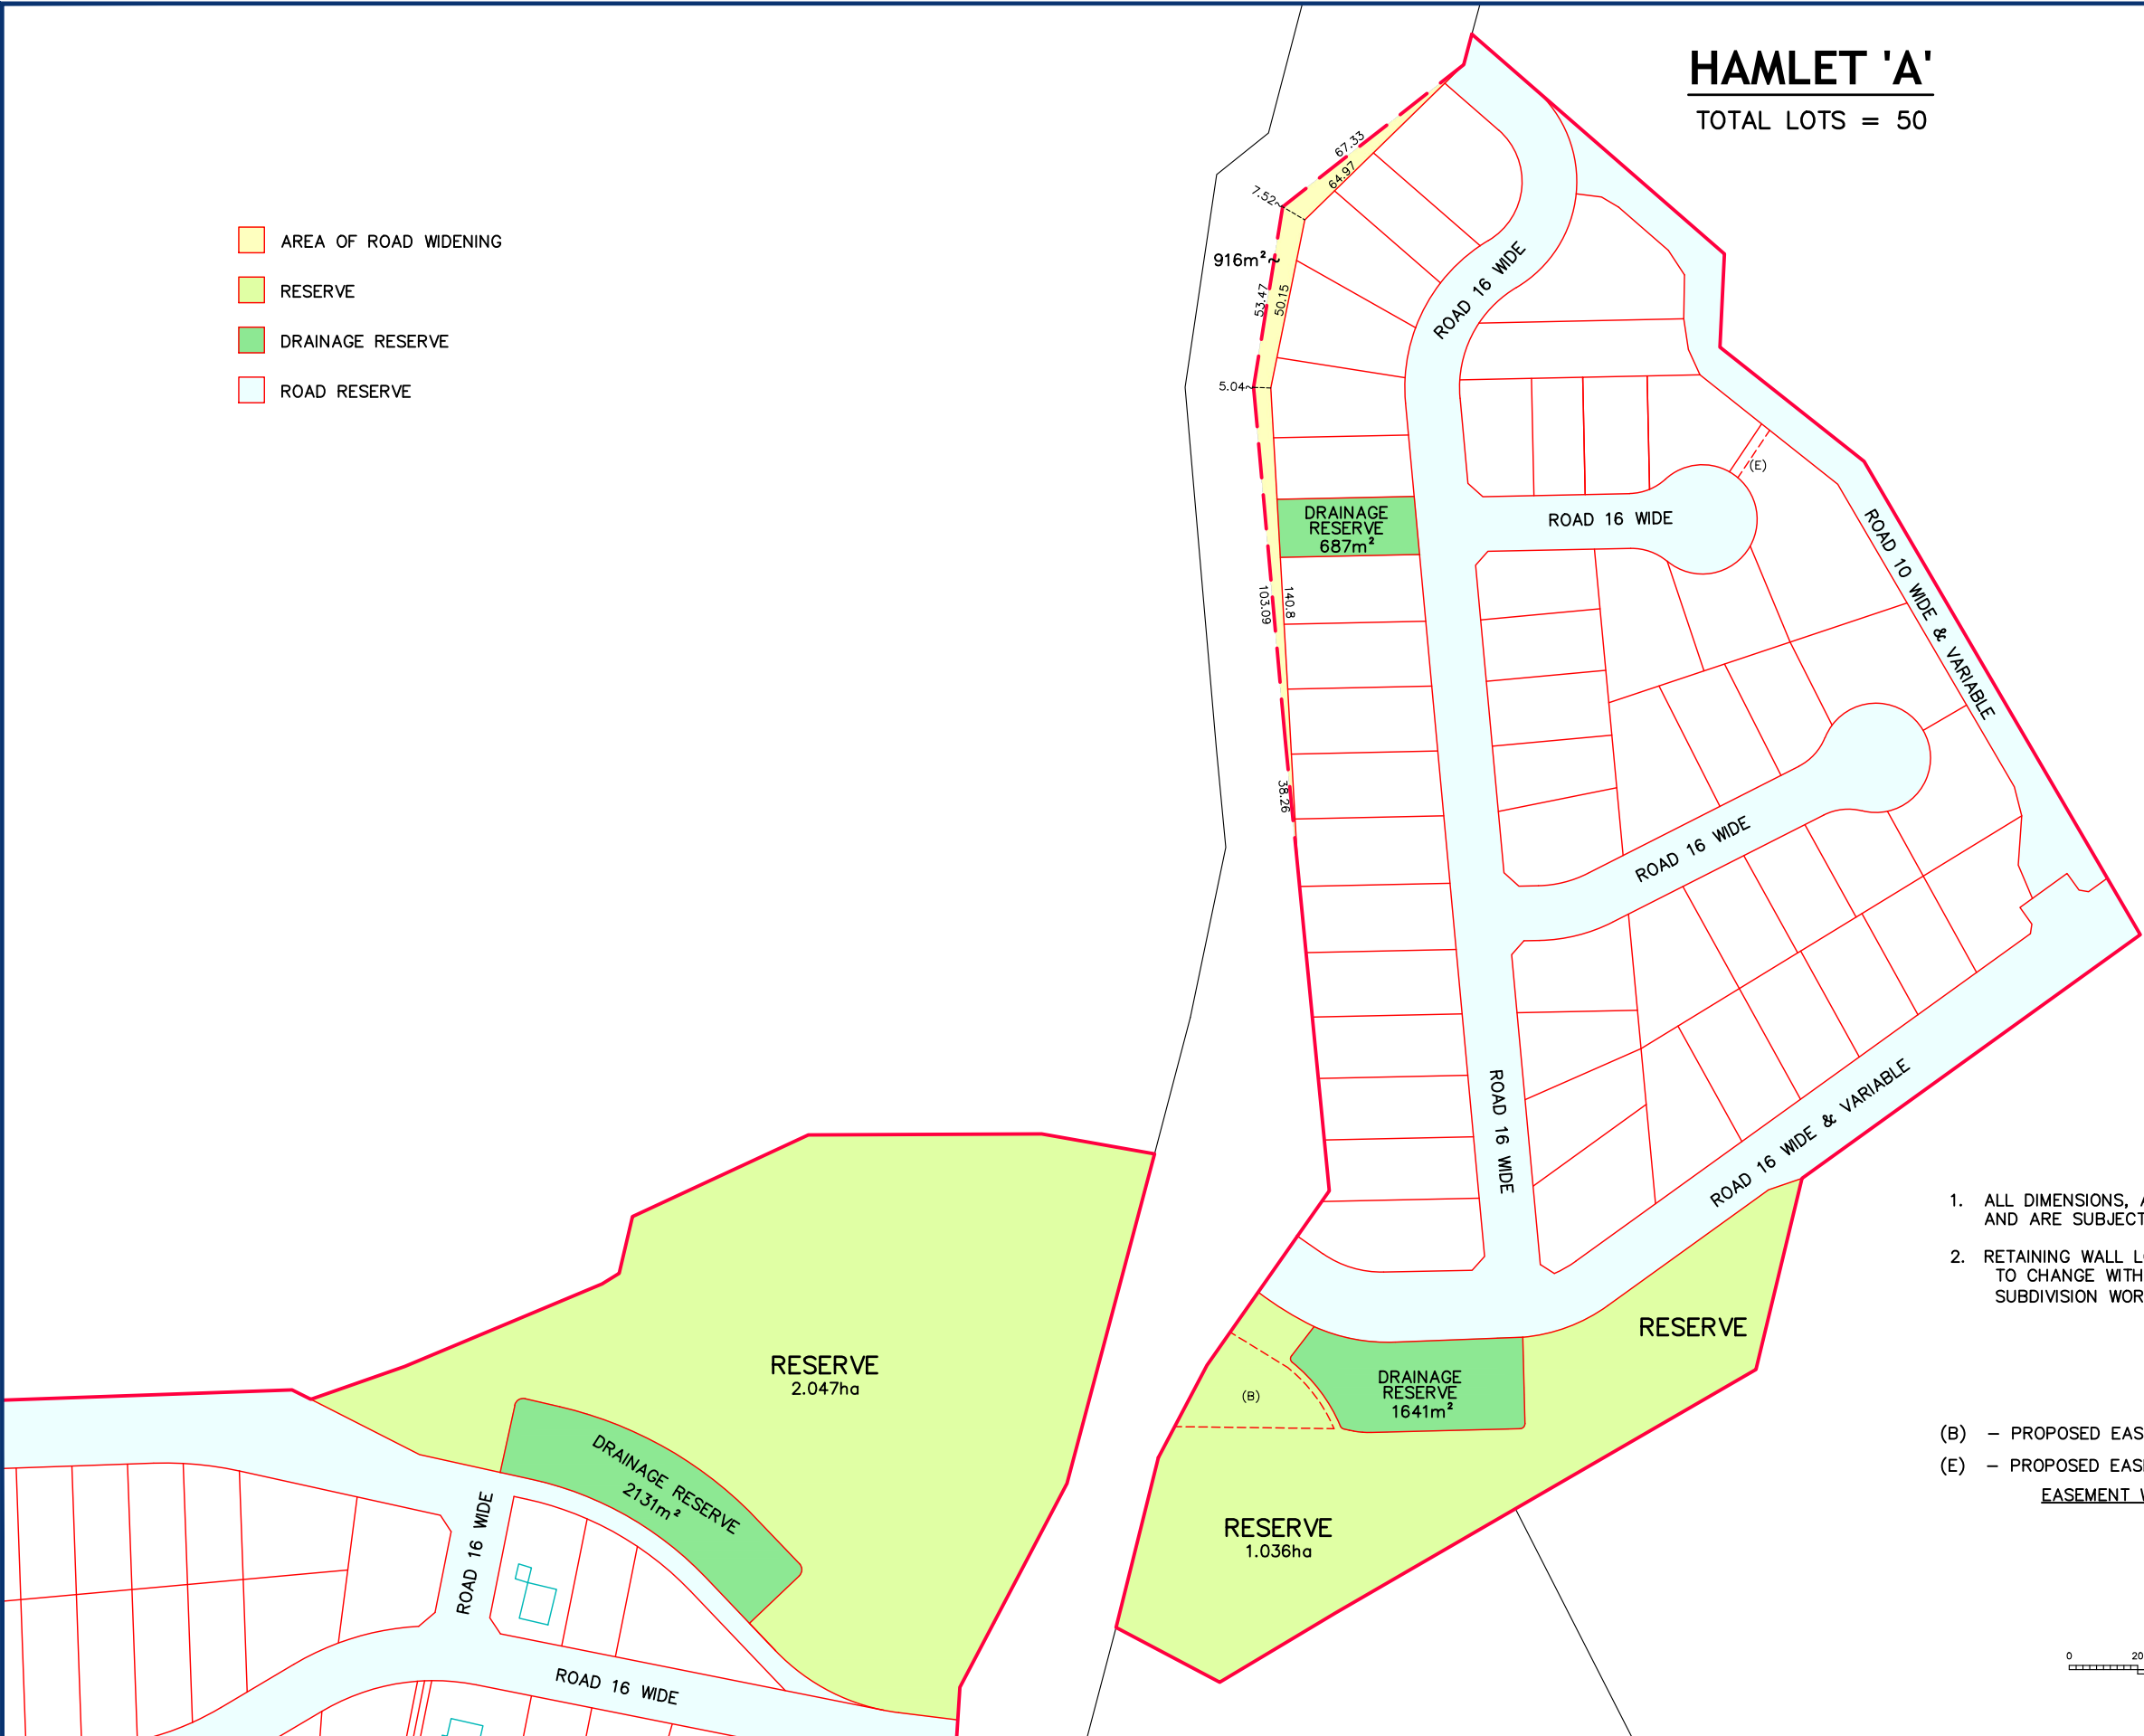 HAMLET 'A'
TOTAL LOTS = 50
AREA OF ROAD WIDENING
RESERVE
DRAINAGE RESERVE
ROAD RESERVE
67.33
64.97
7.52~
916m²~
53.47
50.15
5.04~
ROAD 16 WIDE
(E)
DRAINAGE
RESERVE
687m²
ROAD 16 WIDE
ROAD 10 WIDE & VARIABLE
103.09
140.8
38.26
ROAD 16 WIDE
ROAD 16 WIDE
ROAD 16 WIDE & VARIABLE
1. ALL DIMENSIONS, A
AND ARE SUBJECT
2. RETAINING WALL L
TO CHANGE WITH
SUBDIVISION WOR
RESERVE
RESERVE
2.047ha
DRAINAGE
RESERVE
1641m²
(B)
(B) – PROPOSED EAS
(E) – PROPOSED EAS
EASEMENT
DRAINAGE RESERVE
2131m²
RESERVE
1.036ha
ROAD 16 WIDE
ROAD 16 WIDE
0 20